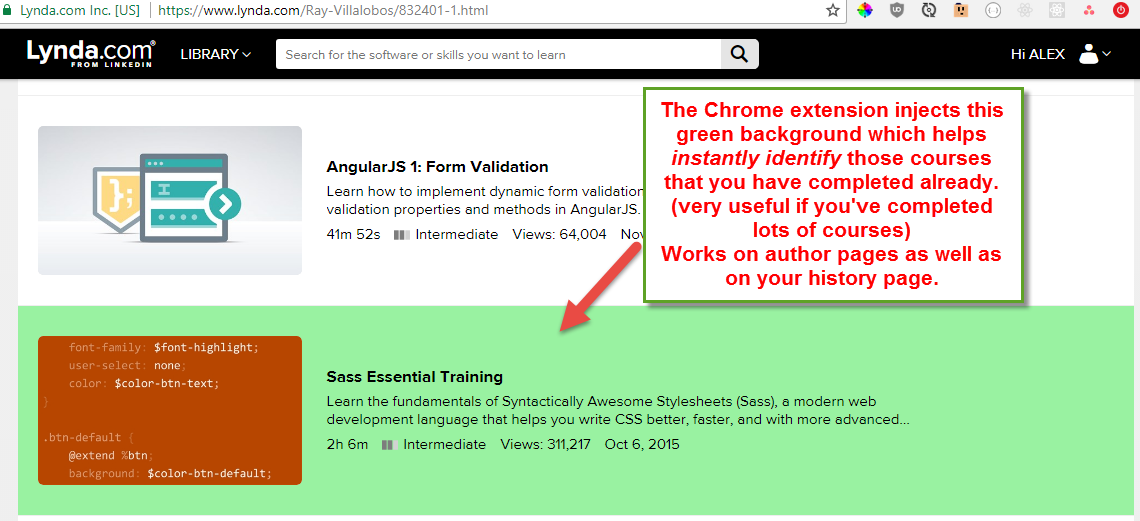 Lynda.com Inc. [US] https://www.lynda.com/Ray-Villalobos/832401-1.html
Lynda.com®
FROM LINKEDIN
LIBRARY
Search for the software or skills you want to learn
Hi ALEX
The Chrome extension injects this
green background which helps
instantly identify those courses
that you have completed already.
(very useful if you've completed
lots of courses)
Works on author pages as well as
on your history page.
};
AngularJS 1: Form Validation
Learn how to implement dynamic form validation
validation properties and methods in AngularJS.
41m 52s Intermediate Views: 64,004 Nov
font-family: $font-highlight;
user-select: none;
color: $color-btn-text;
}
.btn-default {
@extend %btn;
background: $color-btn-default;
Sass Essential Training
Learn the fundamentals of Syntactically Awesome Stylesheets (Sass), a modern web
development language that helps you write CSS better, faster, and with more advanced...
2h 6m Intermediate Views: 311,217 Oct 6, 2015